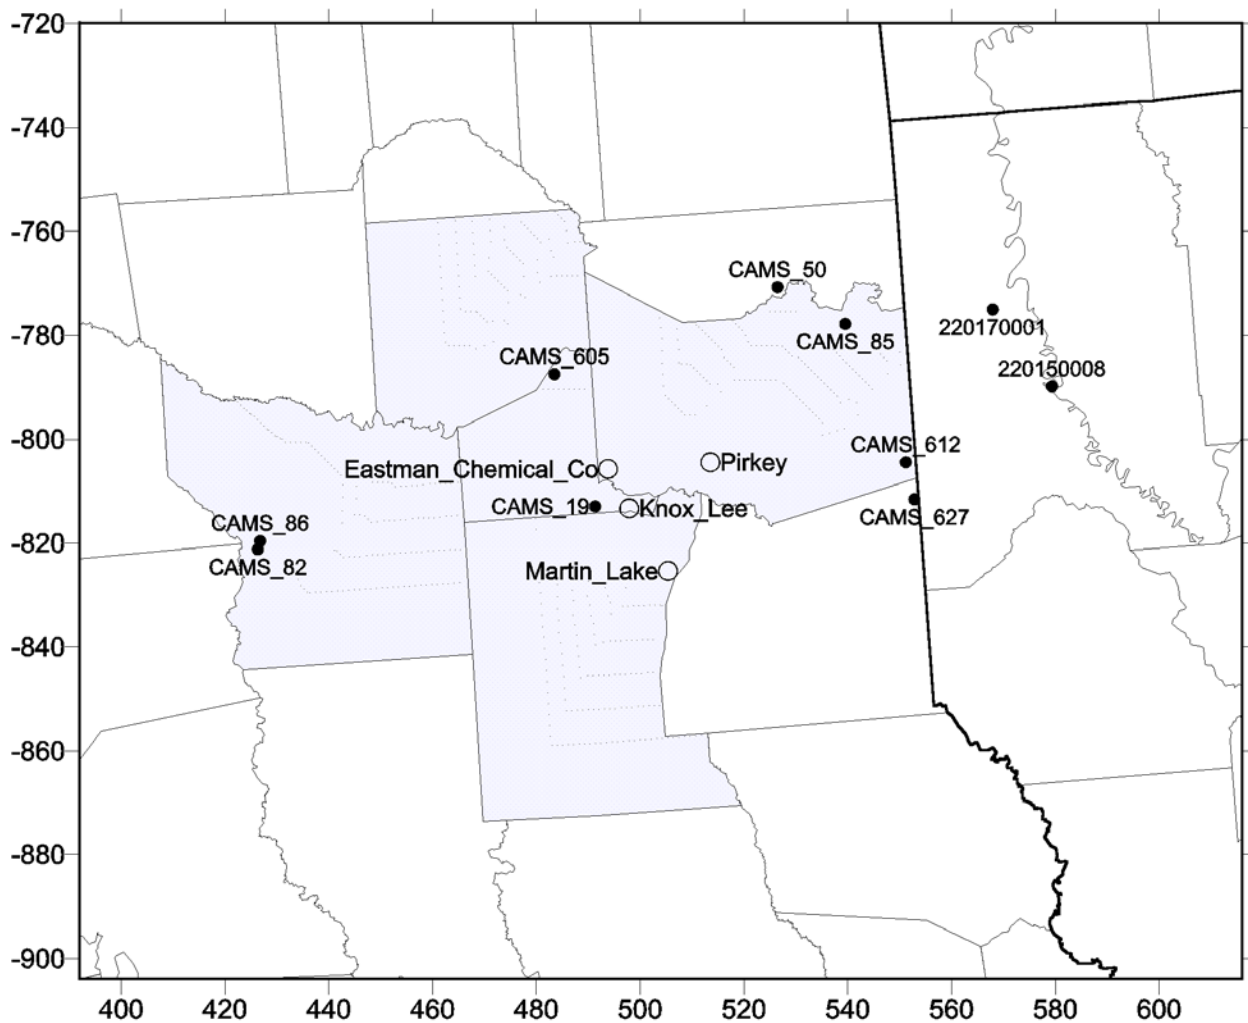 -720
-740
-760
CAMS_50
CAMS_85
220170001
-780
CAMS_605
220150008
-800
CAMS_612
Eastman_Chemical_Co
Pirkey
CAMS_19
Knox_Lee
CAMS_627
CAMS_86
-820
CAMS_82
Martin_Lake
-840
-860
-880
-900
400 420 440 460 480 500 520 540 560 580 600